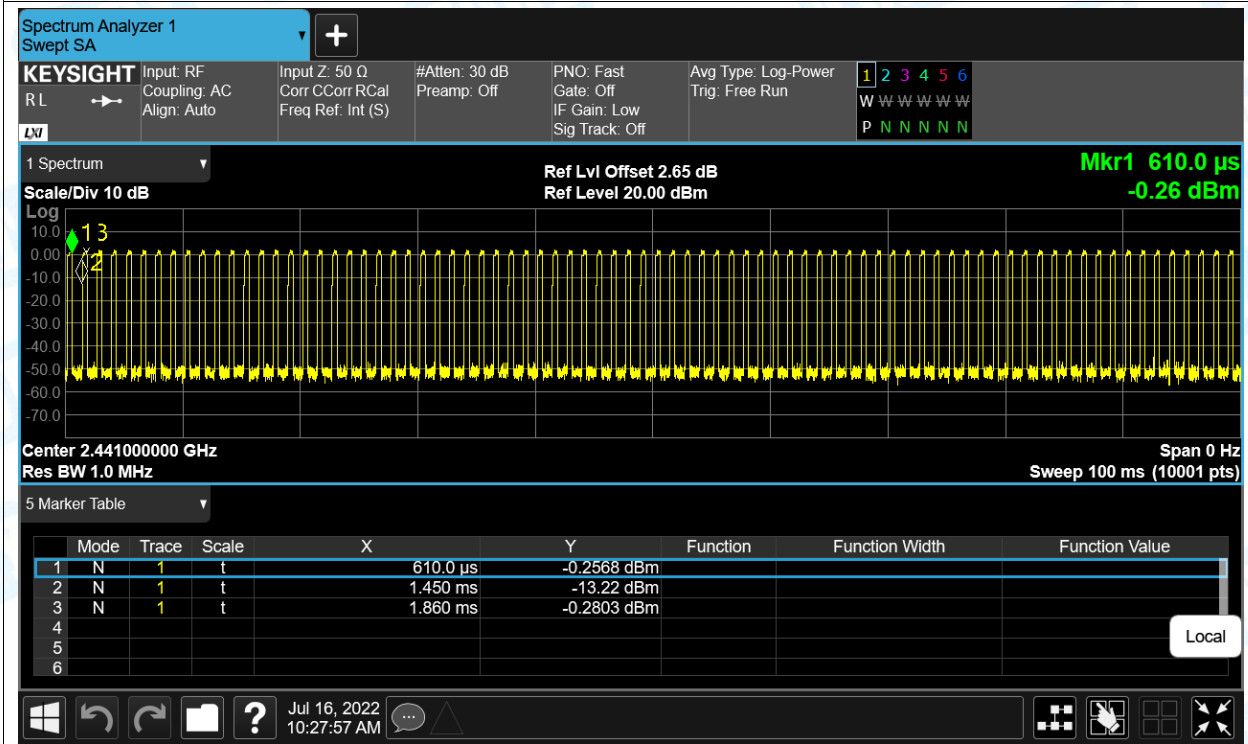 Spectrum Analyzer 1
Swept SA
+
KEYSIGHT
R L
LXI
Input: RF
Coupling: AC
Align: Auto
Input Z: 50 Ω
Corr CCorr RCal
Freq Ref: Int (S)
#Atten: 30 dB
Preamp: Off
PNO: Fast
Gate: Off
IF Gain: Low
Sig Track: Off
Avg Type: Log-Power
Trig: Free Run
1 2 3 4 5 6
W W W W W W
P N N N N N
1 Spectrum
Scale/Div 10 dB
Ref Lvl Offset 2.65 dB
Ref Level 20.00 dBm
Mkr1 610.0 µs
-0.26 dBm
Log
10.0
0.00
-10.0
-20.0
-30.0
-40.0
-50.0
-60.0
-70.0
1 3
2
Center 2.441000000 GHz
Res BW 1.0 MHz
Span 0 Hz
Sweep 100 ms (10001 pts)
5 Marker Table
Mode Trace Scale X Y Function Function Width Function Value
1 N 1 t 610.0 µs -0.2568 dBm
2 N 1 t 1.450 ms -13.22 dBm
3 N 1 t 1.860 ms -0.2803 dBm
4
5
6
Local
?
Jul 16, 2022
10:27:57 AM